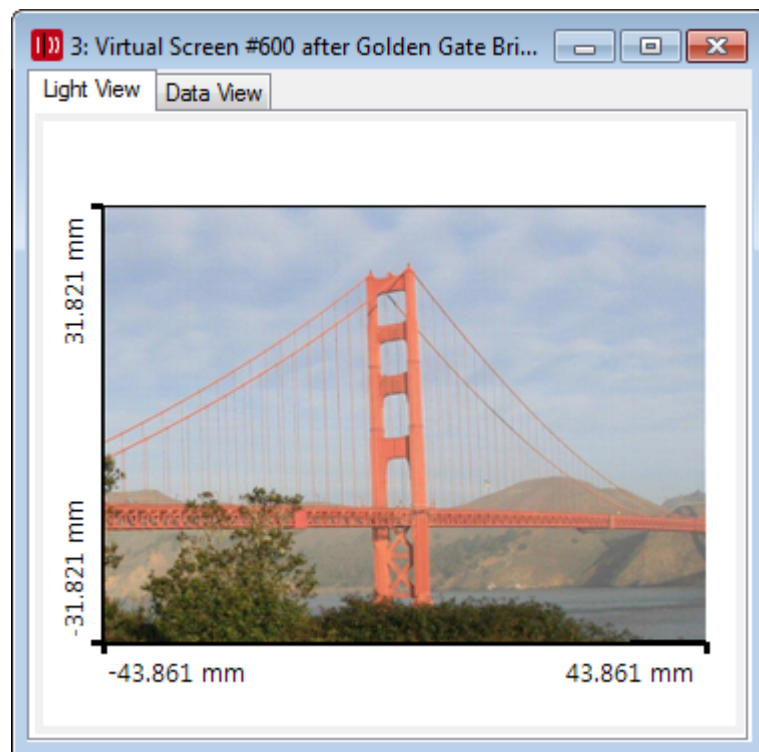 3: Virtual Screen #600 after Golden Gate Bri...
Light View
Data View
31.821 mm
-31.821 mm
-43.861 mm
43.861 mm